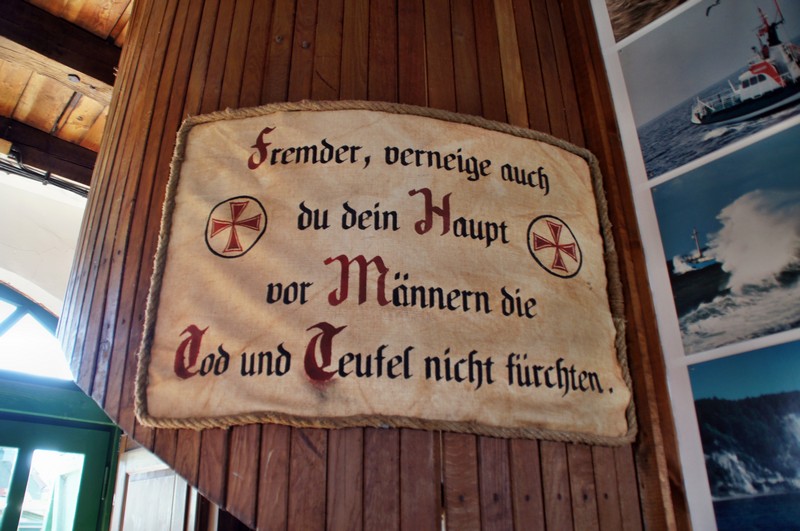 Fremder, verneige auch
du dein Haupt
vor Männern die
Tod und Teufel nicht fürchten.